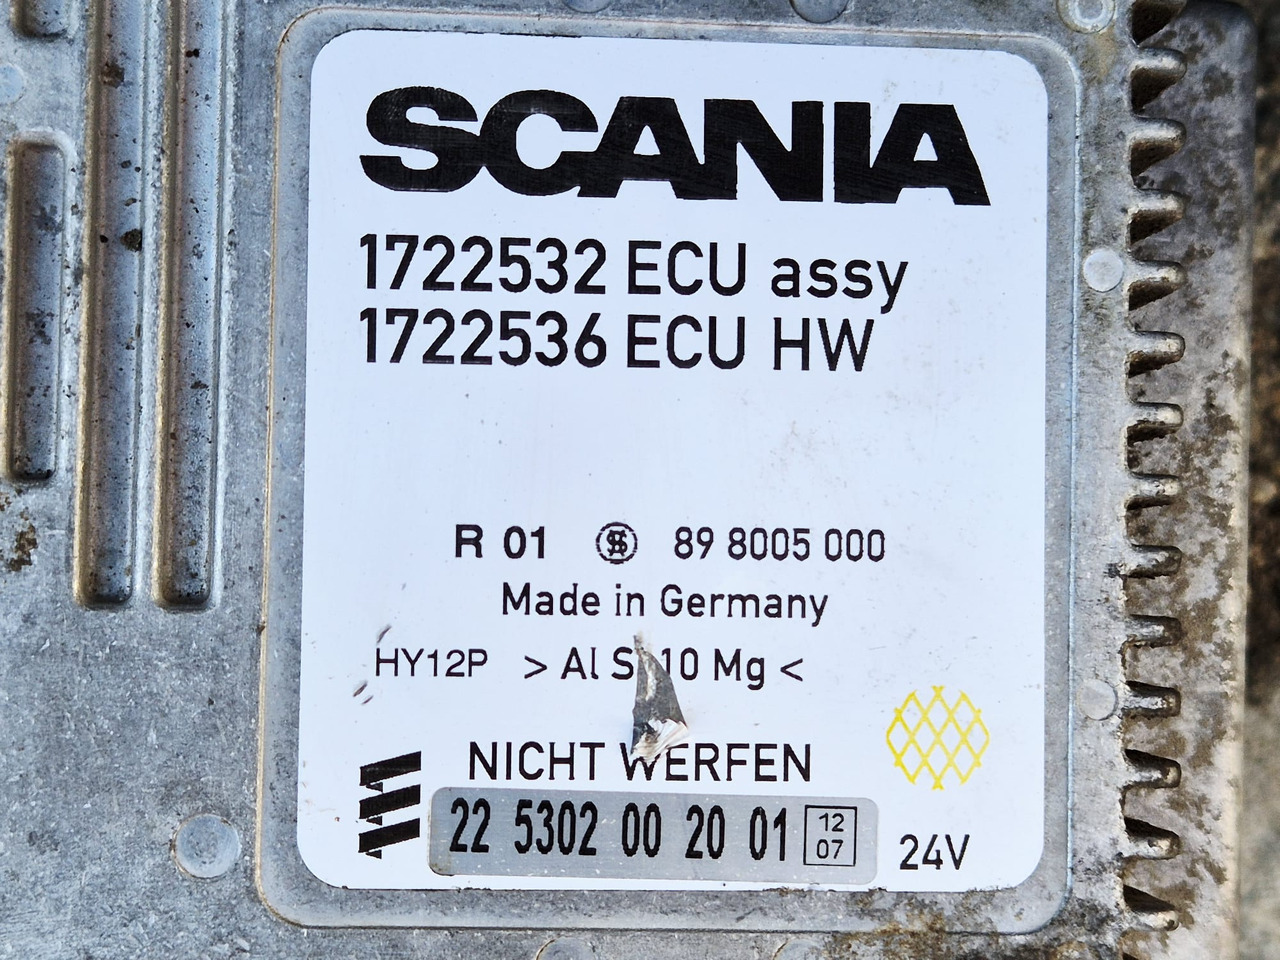 SCANIA
1722532 ECU assy
1722536 ECU HW
R 01 89 8005 000
Made in Germany
HY12P > Al 10 Mg <
NICHT WERFEN
22 5302 00 20 01 12 07
24V